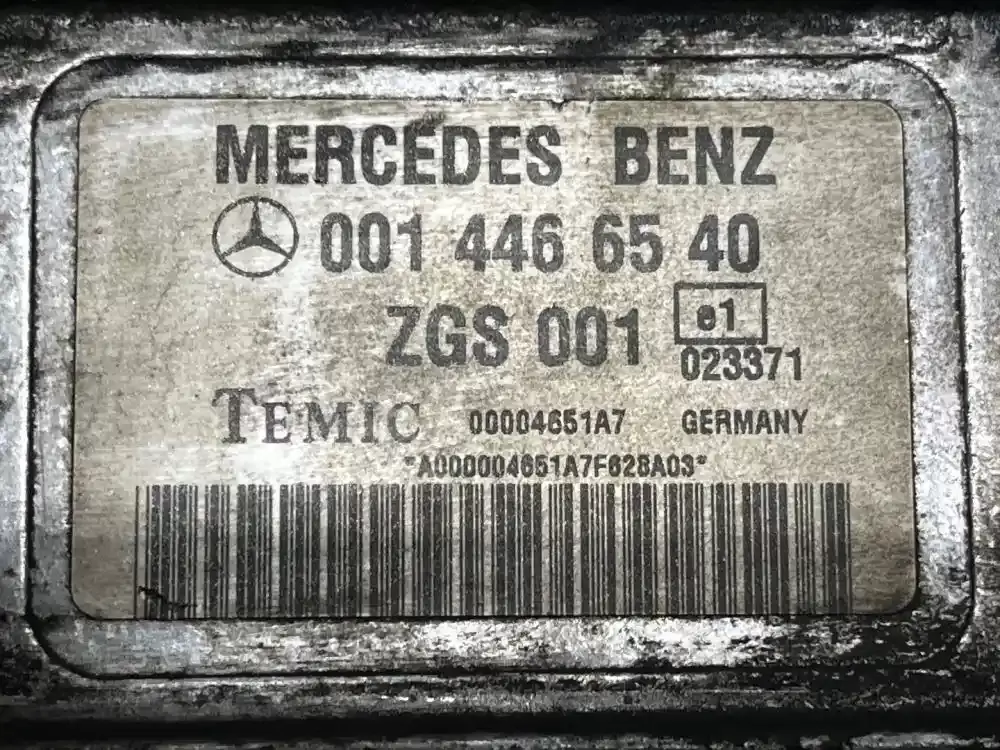 MERCEDES BENZ
001 446 65 40
ZGS 001 e1
023371
TEMIC 00004651A7 GERMANY
*A000004651A7F628A03*